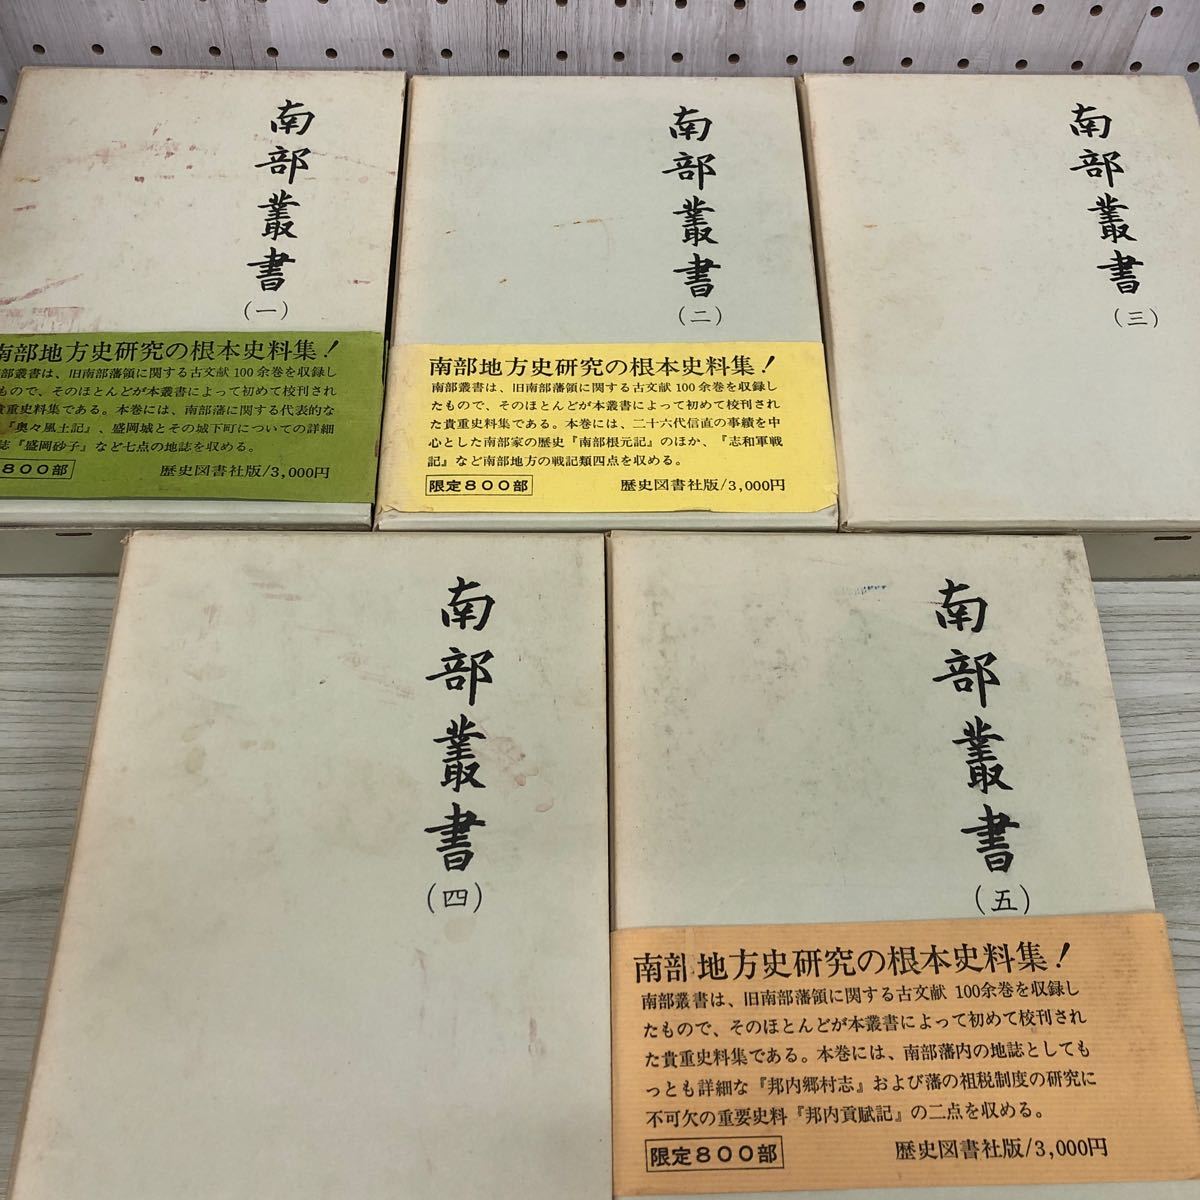 南部叢書
(一)
南部地方史研究の根本史料集!
部叢書は、旧南部藩領に関する古文献100余巻を収録し
もので、そのほとんどが本叢書によって初めて校刊され
貴重史料集である。本巻には、南部藩に関する代表的な
『奥々風土記』、盛岡城とその城下町についての詳細
誌『盛岡砂子』など七点の地誌を収める。
800部
歴史図書社版/3,000円
南部叢書
(二)
南部地方史研究の根本史料集!
南部叢書は、旧南部藩領に関する古文献100余巻を収録し
たもので、そのほとんどが本叢書によって初めて校刊され
た貴重史料集である。本巻には、二十六代信直の事績を中
心とした南部家の歴史『南部根元記』のほか、『志和軍戦
記』など南部地方の戦記類四点を収める。
限定800部
歴史図書社版/3,000円
南部叢書
(三)
南部叢書
(四)
南部叢書
(五)
南部地方史研究の根本史料集!
南部叢書は、旧南部藩領に関する古文献100余巻を収録し
たもので、そのほとんどが本叢書によって初めて校刊され
た貴重史料集である。本巻には、南部藩内の地誌としても
っとも詳細な『邦内郷村志』および藩の租税制度の研究に
不可欠の重要史料『邦内貢賦記』の二点を収める。
限定800部
歴史図書社版/3,000円